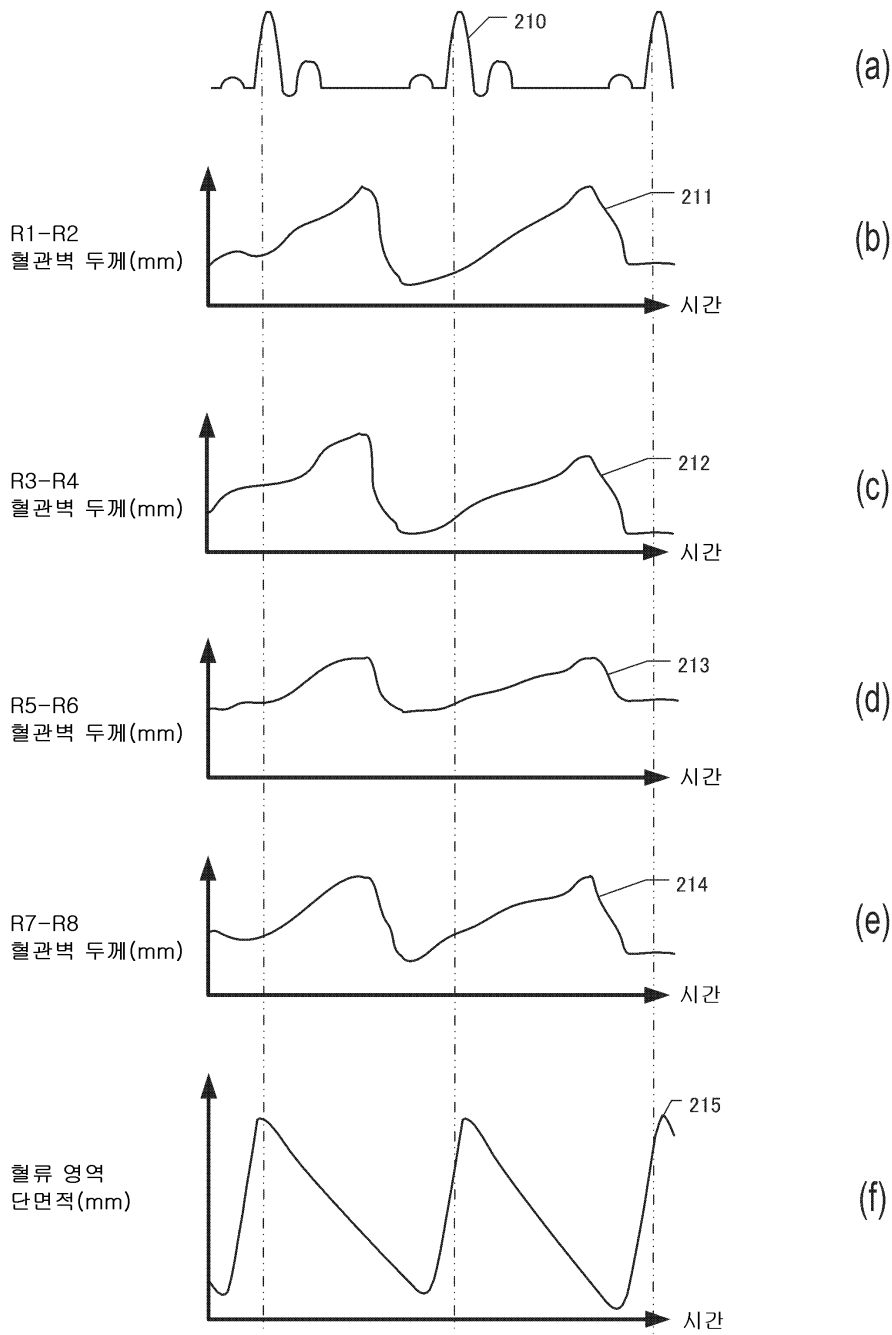 210
(a)
R1-R2
혈관벽 두께(mm)
211
(b)
시간
R3-R4
혈관벽 두께(mm)
212
(c)
시간
R5-R6
혈관벽 두께(mm)
213
(d)
시간
R7-R8
혈관벽 두께(mm)
214
(e)
시간
혈류 영역
단면적(mm)
215
(f)
시간